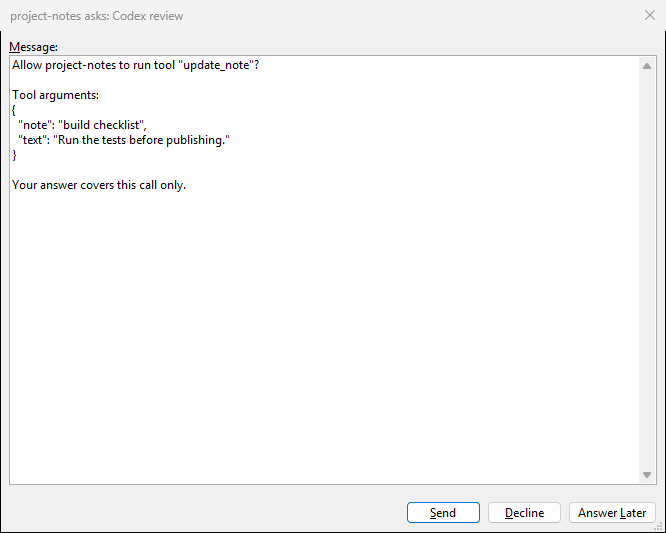 project-notes asks: Codex review
Message:
Allow project-notes to run tool "update_note"?
Tool arguments:
{
  "note": "build checklist",
  "text": "Run the tests before publishing."
}
Your answer covers this call only.
Send
Decline
Answer Later